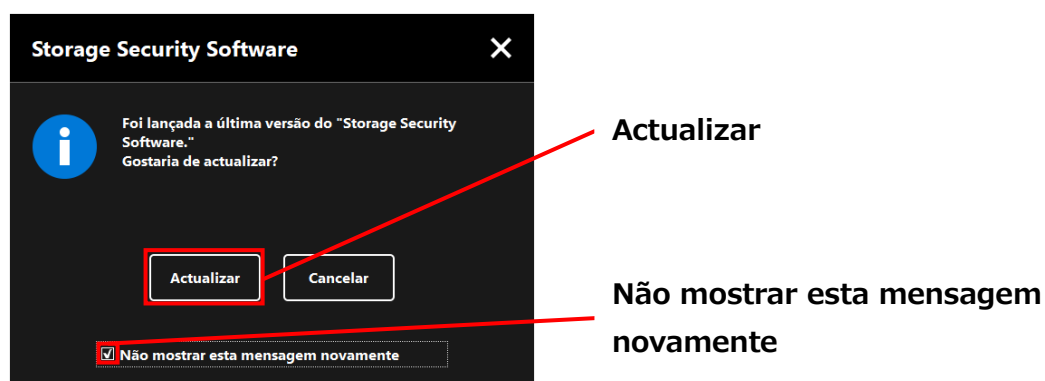 Storage Security Software
Foi lançada a última versão do "Storage Security
Software."
Gostaria de actualizar?
Actualizar
Cancelar
Não mostrar esta mensagem novamente
Actualizar
Não mostrar esta mensagem
novamente